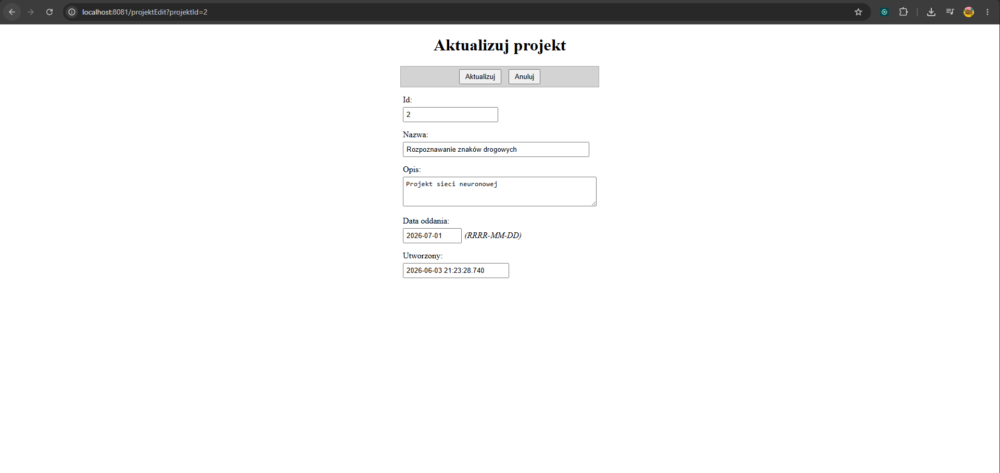 localhost:8081/projektEdit?projektId=2
Aktualizuj projekt
Aktualizuj Anuluj
Id:
2
Nazwa:
Rozpoznawanie znaków drogowych
Opis:
Projekt sieci neuronowej
Data oddania:
2026-07-01 (RRRR-MM-DD)
Utworzony:
2026-06-03 21:23:28.740